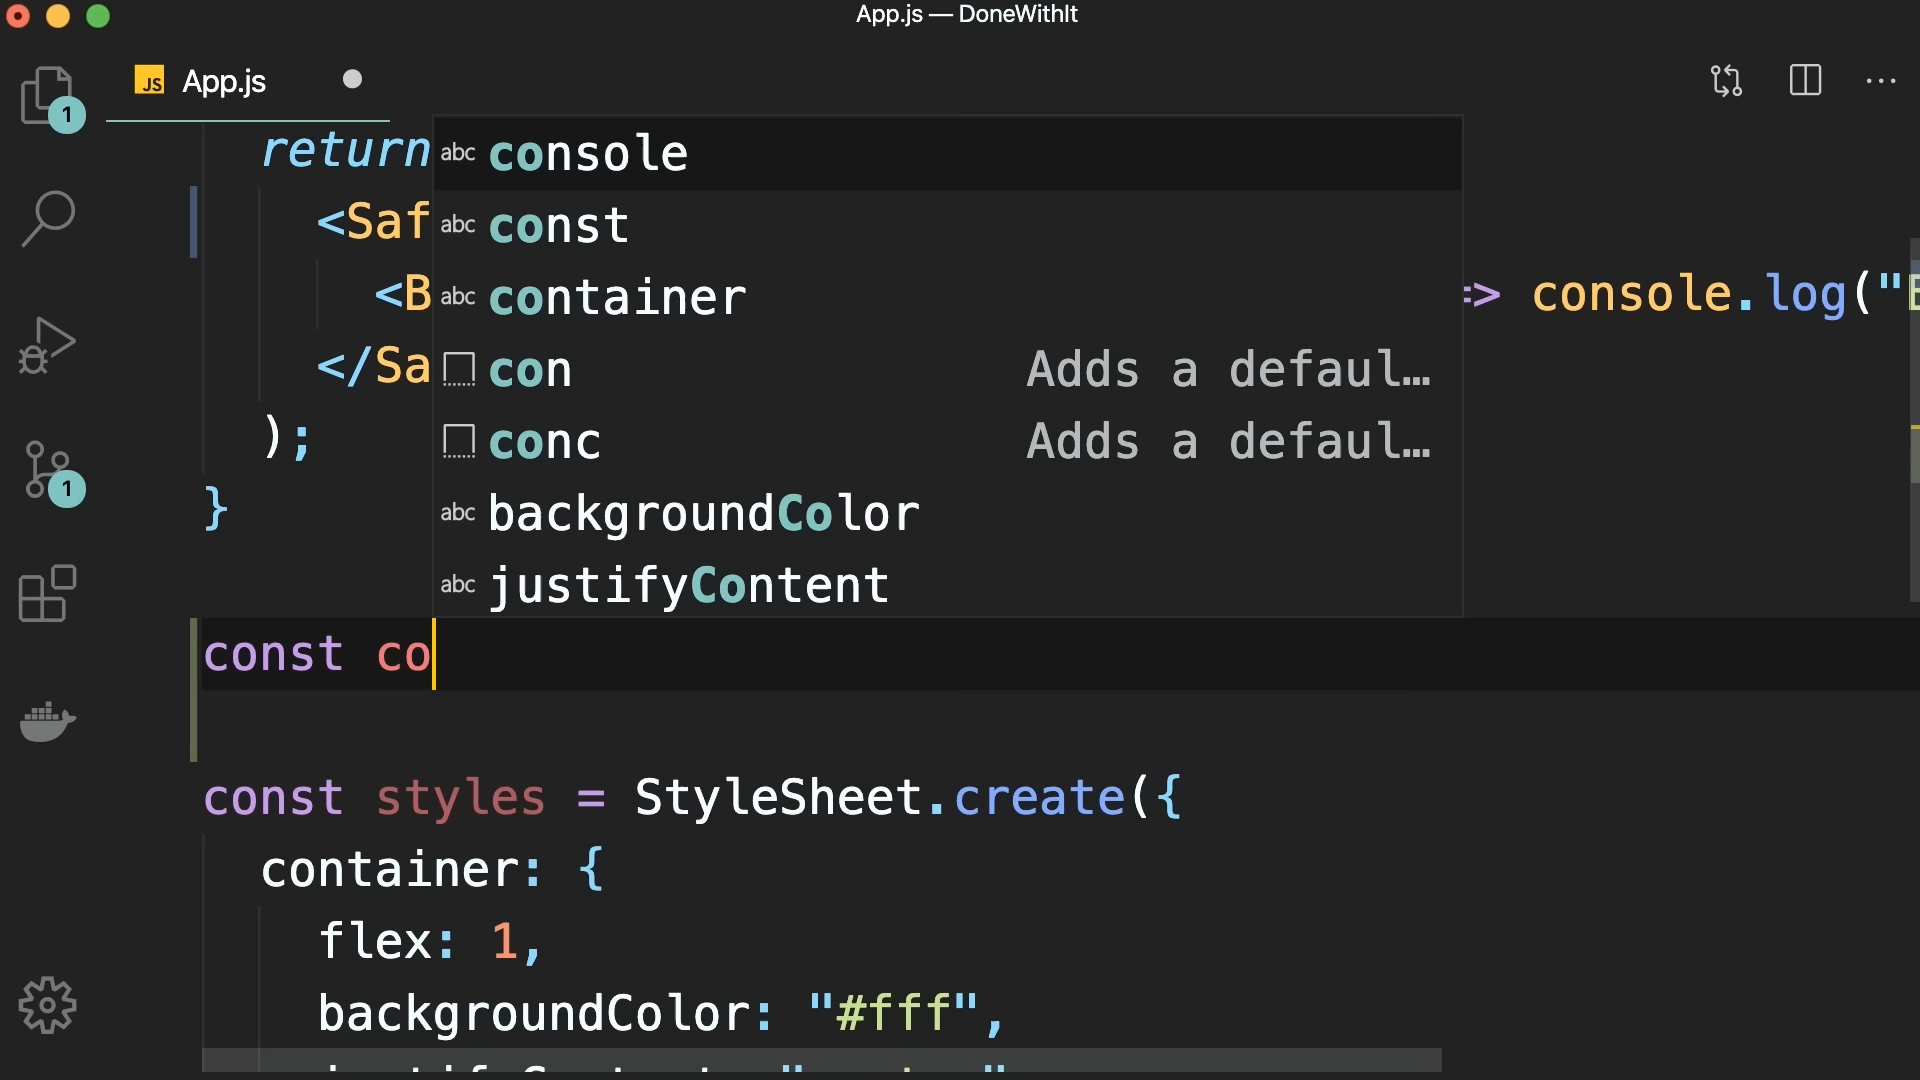 App.js — DoneWithIt
JS App.js
1
return
<Saf
<B
=> console.log("
</Sa
);
}
abc console
abc const
abc container
con Adds a defaul…
conc Adds a defaul…
abc backgroundColor
abc justifyContent
1
const co
const styles = StyleSheet.create({
container: {
flex: 1,
backgroundColor: "#fff",